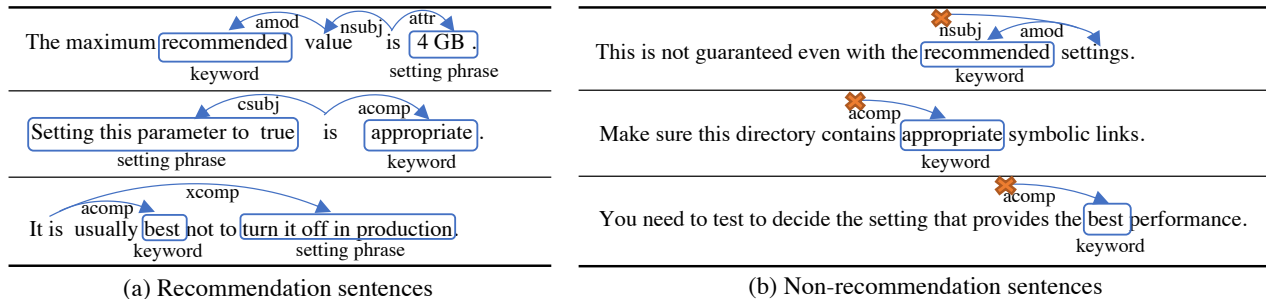 amod nsubj attr
The maximum recommended value is 4 GB .
keyword setting phrase
csubj acomp
Setting this parameter to true is appropriate .
setting phrase keyword
xcomp
acomp
It is usually best not to turn it off in production.
keyword setting phrase
(a) Recommendation sentences
nsubj amod
This is not guaranteed even with the recommended settings.
keyword
acomp
Make sure this directory contains appropriate symbolic links.
keyword
acomp
You need to test to decide the setting that provides the best performance.
keyword
(b) Non-recommendation sentences